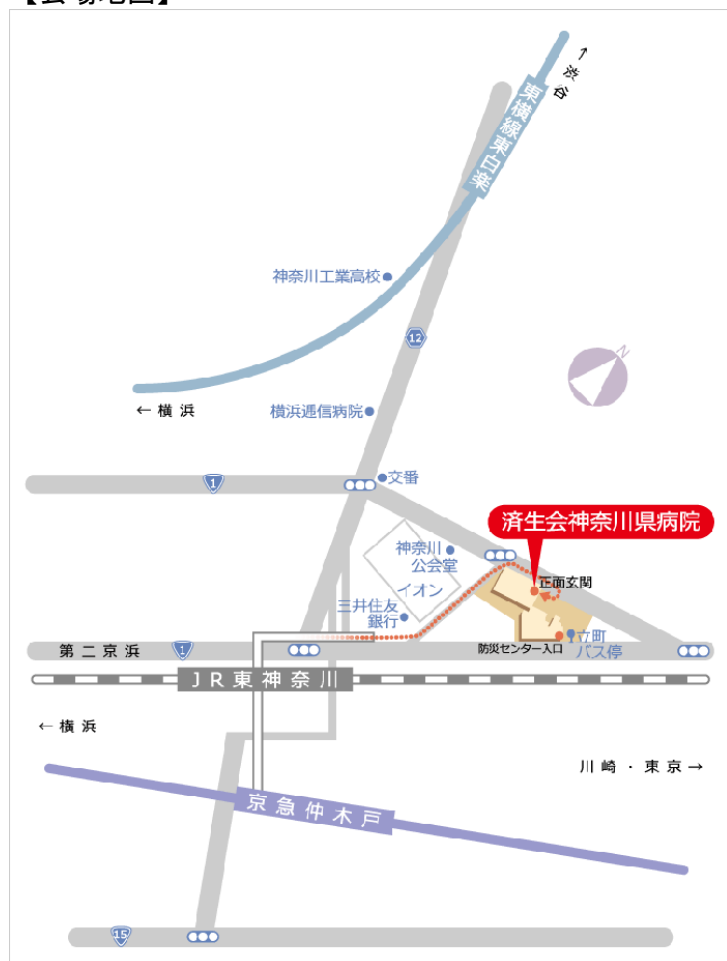 【会場地図】
↑渋谷
東横線東白楽
神奈川工業高校
12
N
←横浜
横浜逓信病院
1
交番
済生会神奈川県病院
神奈川
公会堂
正面玄関
イオン
三井住友
銀行
立町
バス停
防災センター入口
第二京浜
1
JR東神奈川
←横浜
川崎・東京→
京急仲木戸
15